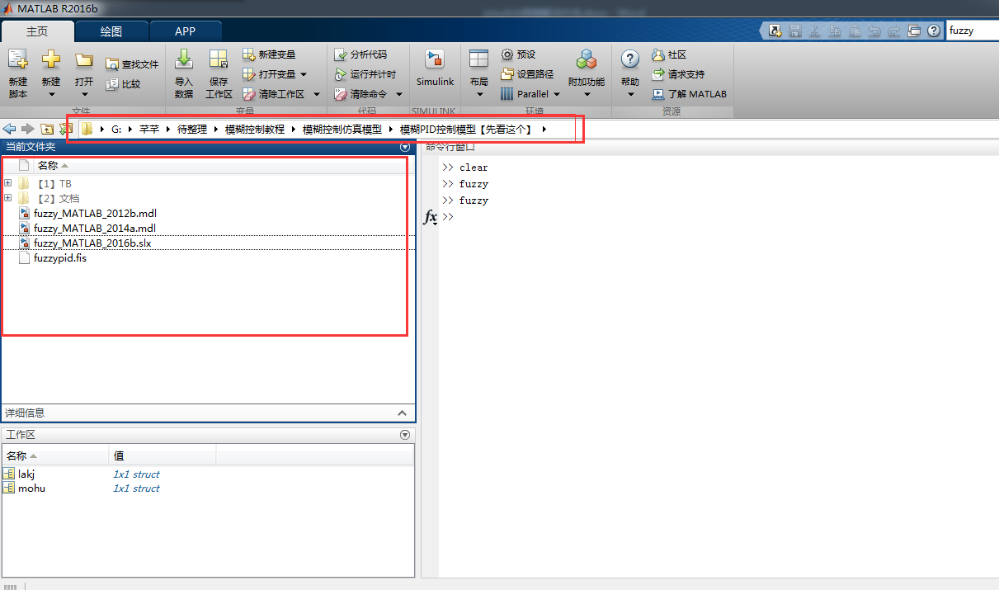 MATLAB R2016b
主页 绘图 APP
fuzzy
新建脚本
新建
打开
查找文件
比较
文件
导入数据
保存工作区
新建变量
打开变量
清除工作区
变量
分析代码
运行并计时
清除命令
代码
Simulink
SIMULINK
布局
预设
设置路径
Parallel
附加功能
环境
帮助
社区
请求支持
了解 MATLAB
资源
G: 芊芊 待整理 模糊控制教程 模糊控制仿真模型 模糊PID控制模型【先看这个】
当前文件夹
名称
【1】TB
【2】文档
fuzzy_MATLAB_2012b.mdl
fuzzy_MATLAB_2014a.mdl
fuzzy_MATLAB_2016b.slx
fuzzypid.fis
详细信息
工作区
名称 值
lakj 1x1 struct
mohu 1x1 struct
命令行窗口
>> clear
>> fuzzy
>> fuzzy
fx >>